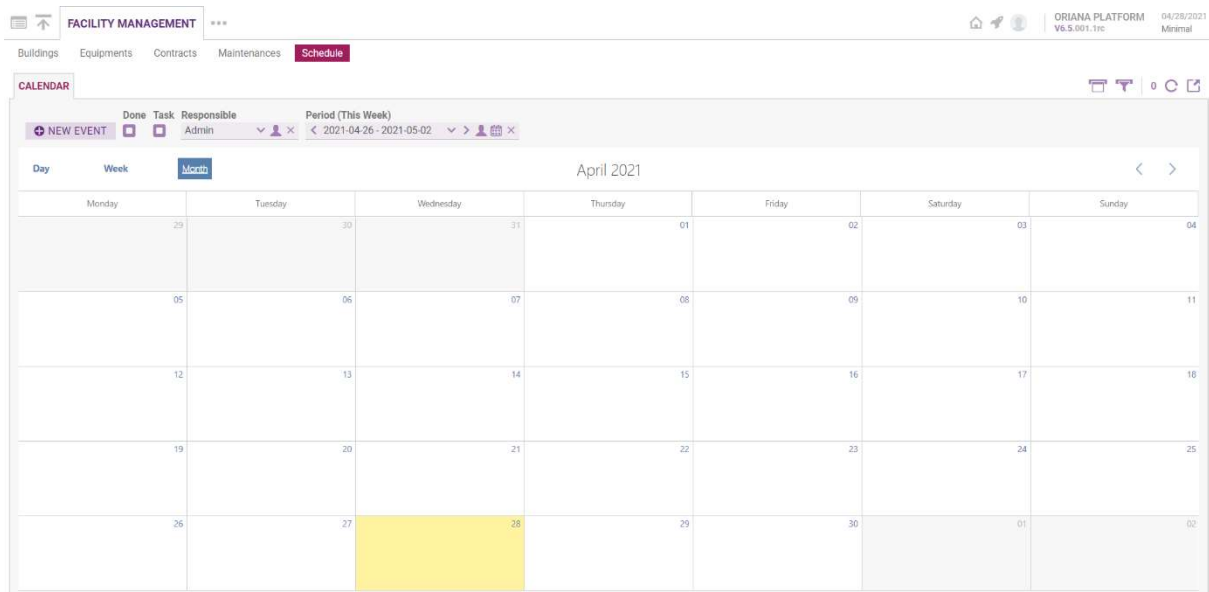 FACILITY MANAGEMENT
ORIANA PLATFORM 04/28/2021
V6.5.001.1rc Minimal
Buildings Equipments Contracts Maintenances Schedule
CALENDAR 0
Done Task Responsible Period (This Week)
NEW EVENT Admin 2021-04-26 - 2021-05-02
Day Week Month April 2021
Monday Tuesday Wednesday Thursday Friday Saturday Sunday
29 30 31 01 02 03 04
05 06 07 08 09 10 11
12 13 14 15 16 17 18
19 20 21 22 23 24 25
26 27 28 29 30 01 02